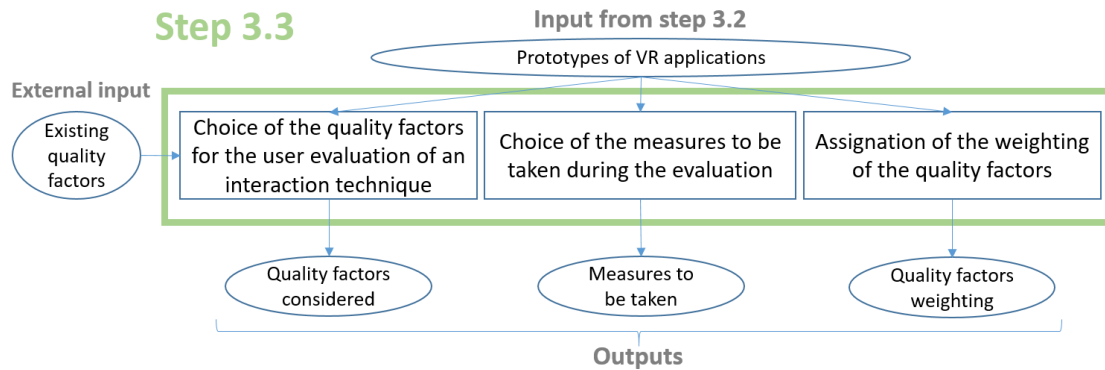 Step 3.3
Input from step 3.2
Prototypes of VR applications
External input
Existing
quality
factors
Choice of the quality factors
for the user evaluation of an
interaction technique
Choice of the measures to be
taken during the evaluation
Assignation of the weighting
of the quality factors
Quality factors
considered
Measures to
be taken
Quality factors
weighting
Outputs